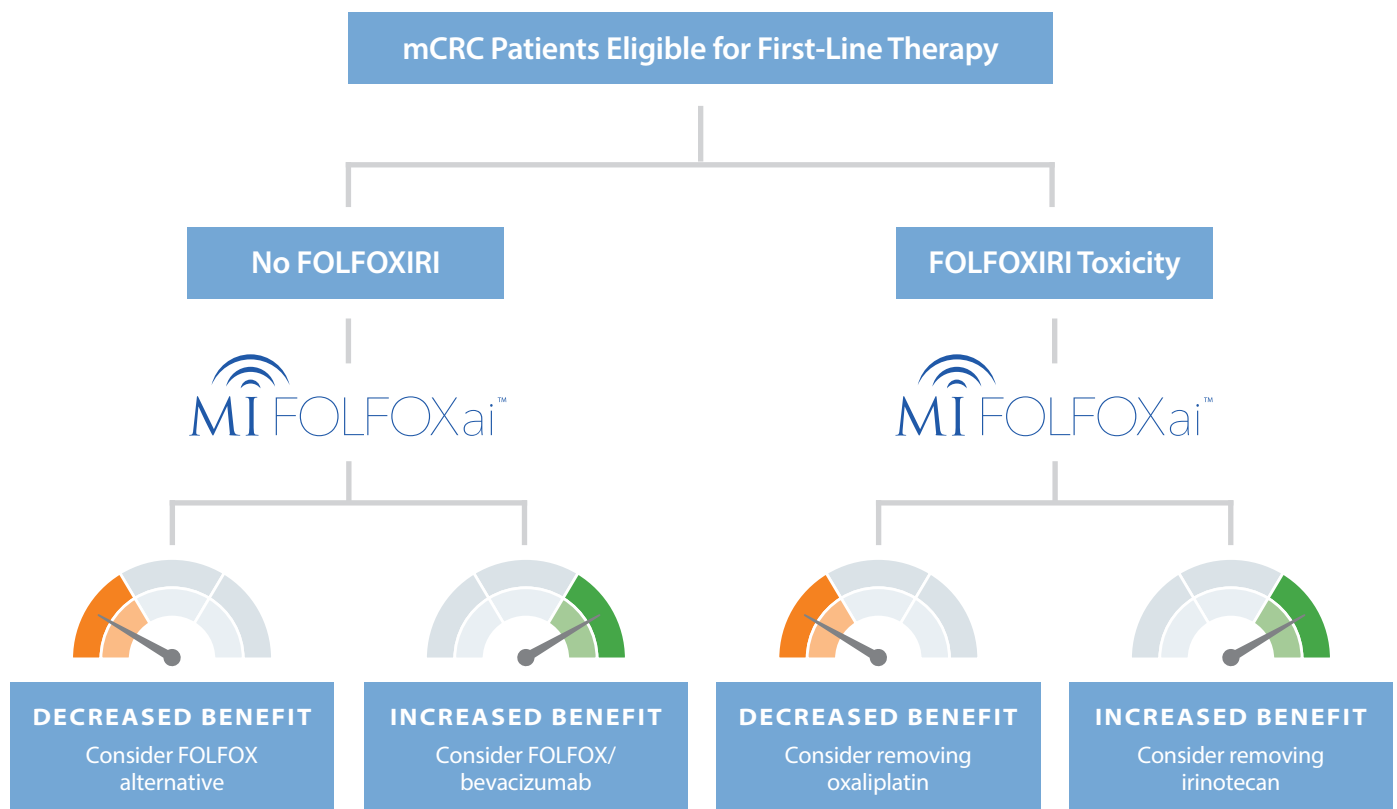 mCRC Patients Eligible for First-Line Therapy
No FOLFOXIRI
FOLFOXIRI Toxicity
MI FOLFOXai™
MI FOLFOXai™
DECREASED BENEFIT
Consider FOLFOX
alternative
INCREASED BENEFIT
Consider FOLFOX/
bevacizumab
DECREASED BENEFIT
Consider removing
oxaliplatin
INCREASED BENEFIT
Consider removing
irinotecan